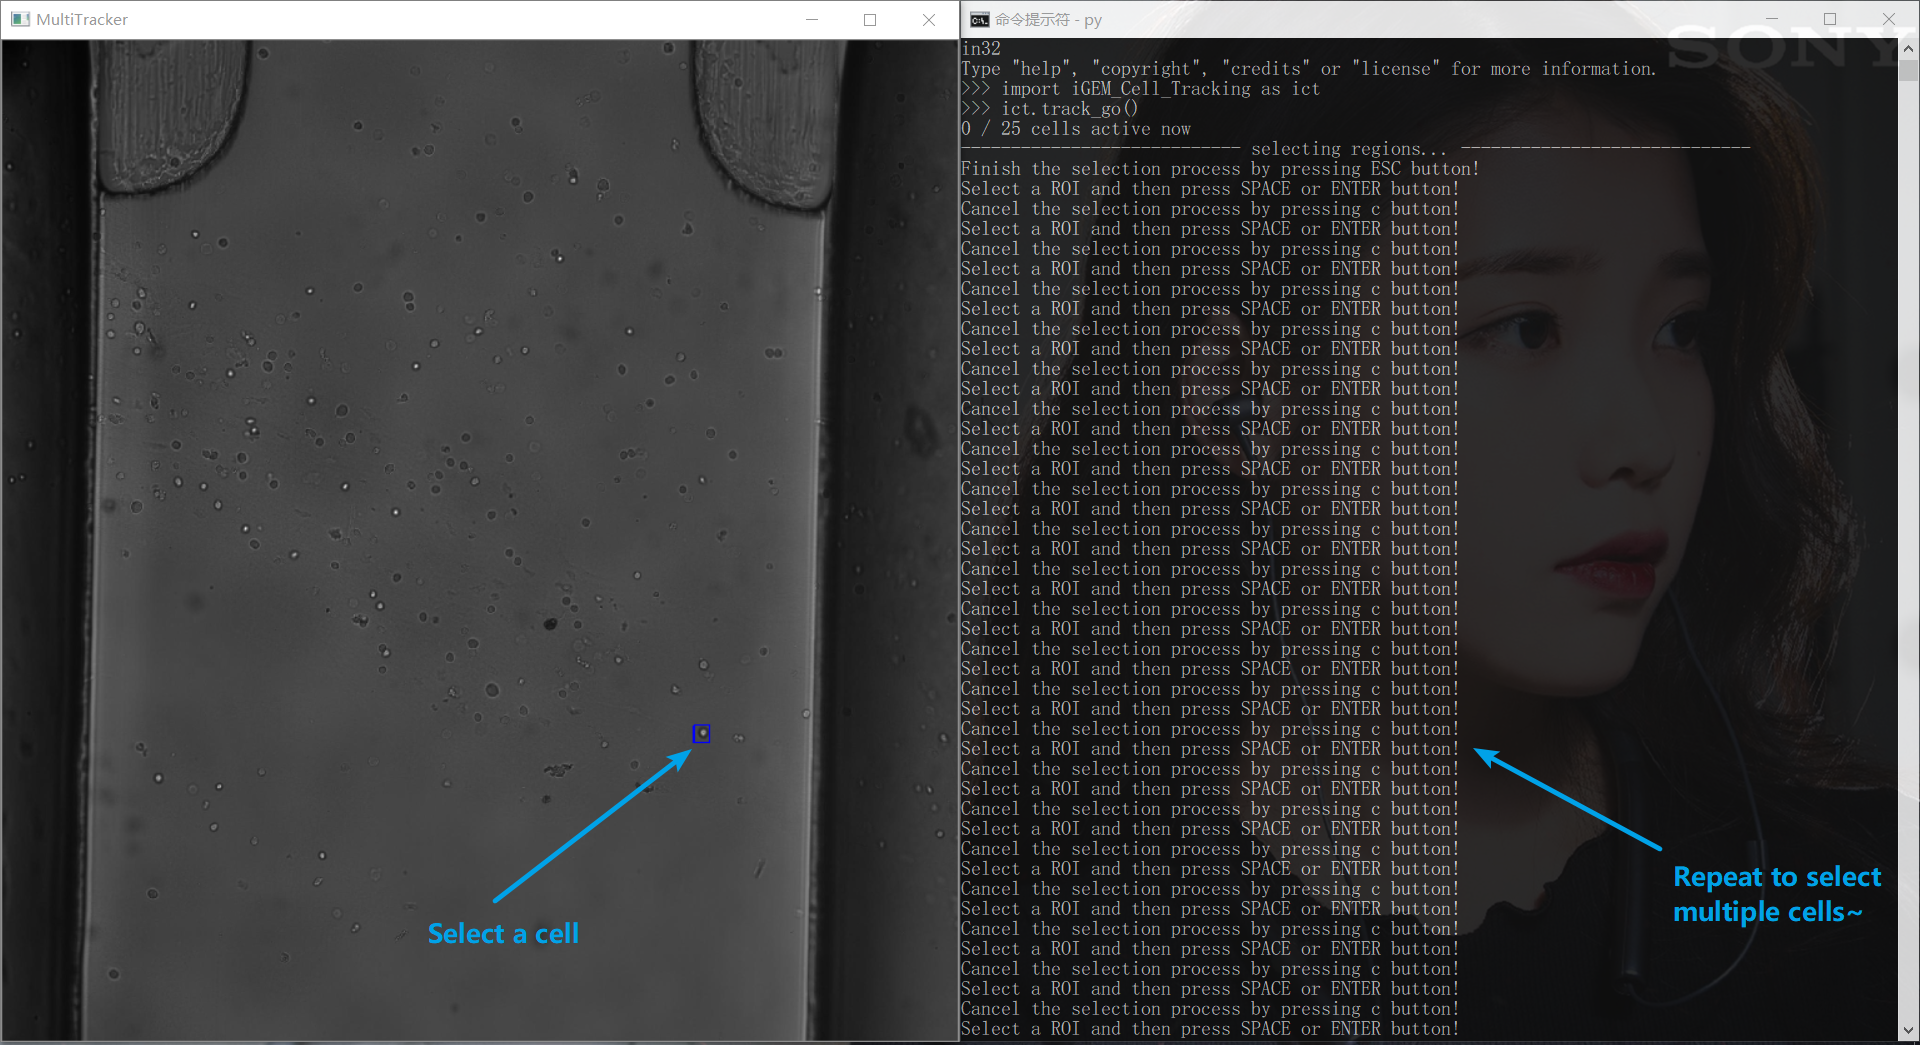 MultiTracker
Select a cell
命令提示符 - py
SONY
in32
Type "help", "copyright", "credits" or "license" for more information.
>>> import iGEM_Cell_Tracking as ict
>>> ict.track_go()
0 / 25 cells active now
---------------------------- selecting regions... -----------------------------
Finish the selection process by pressing ESC button!
Select a ROI and then press SPACE or ENTER button!
Cancel the selection process by pressing c button!
Select a ROI and then press SPACE or ENTER button!
Cancel the selection process by pressing c button!
Select a ROI and then press SPACE or ENTER button!
Cancel the selection process by pressing c button!
Select a ROI and then press SPACE or ENTER button!
Cancel the selection process by pressing c button!
Select a ROI and then press SPACE or ENTER button!
Cancel the selection process by pressing c button!
Select a ROI and then press SPACE or ENTER button!
Cancel the selection process by pressing c button!
Select a ROI and then press SPACE or ENTER button!
Cancel the selection process by pressing c button!
Select a ROI and then press SPACE or ENTER button!
Cancel the selection process by pressing c button!
Select a ROI and then press SPACE or ENTER button!
Cancel the selection process by pressing c button!
Select a ROI and then press SPACE or ENTER button!
Cancel the selection process by pressing c button!
Select a ROI and then press SPACE or ENTER button!
Cancel the selection process by pressing c button!
Select a ROI and then press SPACE or ENTER button!
Cancel the selection process by pressing c button!
Select a ROI and then press SPACE or ENTER button!
Cancel the selection process by pressing c button!
Select a ROI and then press SPACE or ENTER button!
Cancel the selection process by pressing c button!
Select a ROI and then press SPACE or ENTER button!
Cancel the selection process by pressing c button!
Select a ROI and then press SPACE or ENTER button!
Cancel the selection process by pressing c button!
Select a ROI and then press SPACE or ENTER button!
Cancel the selection process by pressing c button!
Select a ROI and then press SPACE or ENTER button!
Cancel the selection process by pressing c button!
Select a ROI and then press SPACE or ENTER button!
Cancel the selection process by pressing c button!
Select a ROI and then press SPACE or ENTER button!
Cancel the selection process by pressing c button!
Select a ROI and then press SPACE or ENTER button!
Cancel the selection process by pressing c button!
Select a ROI and then press SPACE or ENTER button!
Repeat to select
multiple cells~